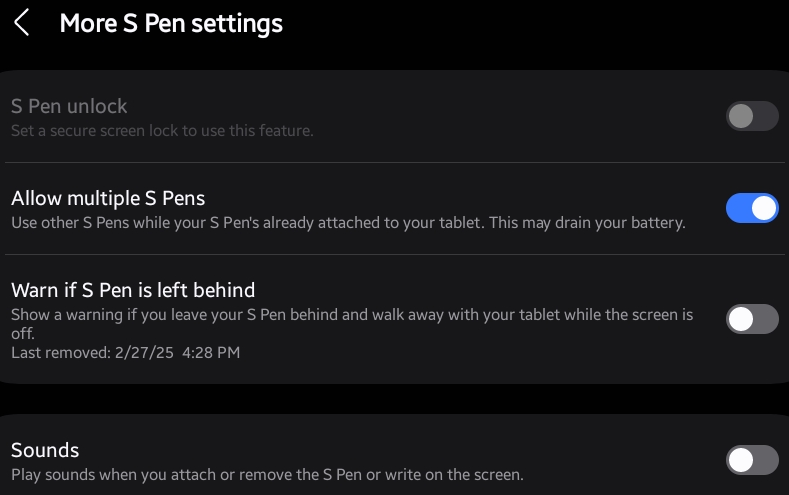 More S Pen settings
S Pen unlock
Set a secure screen lock to use this feature.
Allow multiple S Pens
Use other S Pens while your S Pen's already attached to your tablet. This may drain your battery.
Warn if S Pen is left behind
Show a warning if you leave your S Pen behind and walk away with your tablet while the screen is
off.
Last removed: 2/27/25  4:28 PM
Sounds
Play sounds when you attach or remove the S Pen or write on the screen.